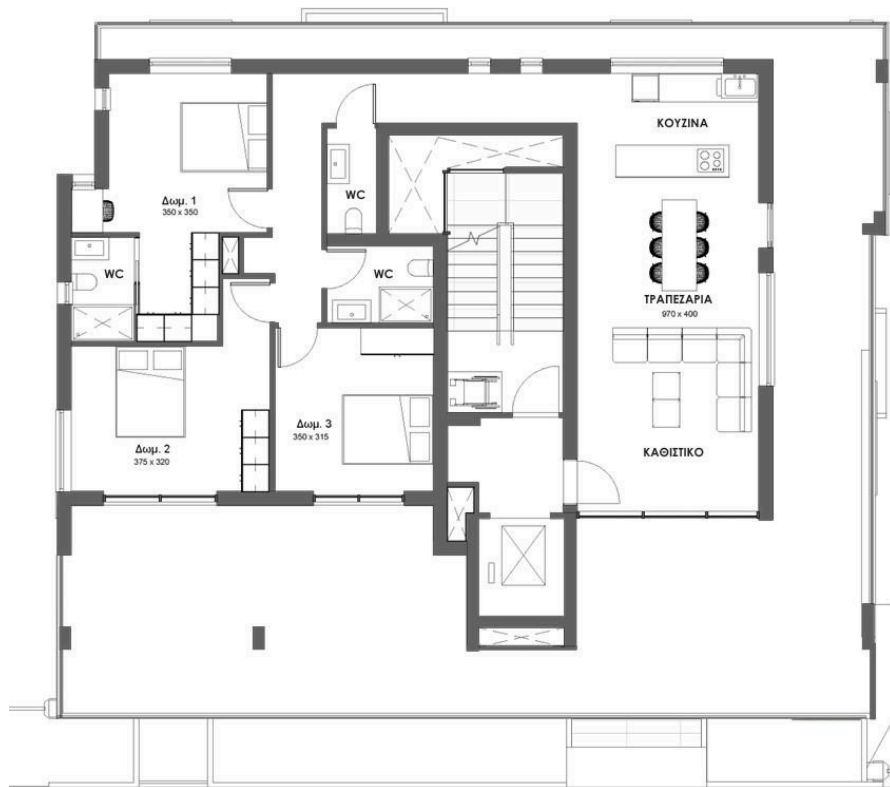 ΚΟΥΖΙΝΑ
Δωμ. 1
350 x 350
WC
WC
WC
ΤΡΑΠΕΖΑΡΙΑ
970 x 400
Δωμ. 2
375 x 320
Δωμ. 3
350 x 315
ΚΑΘΙΣΤΙΚΟ